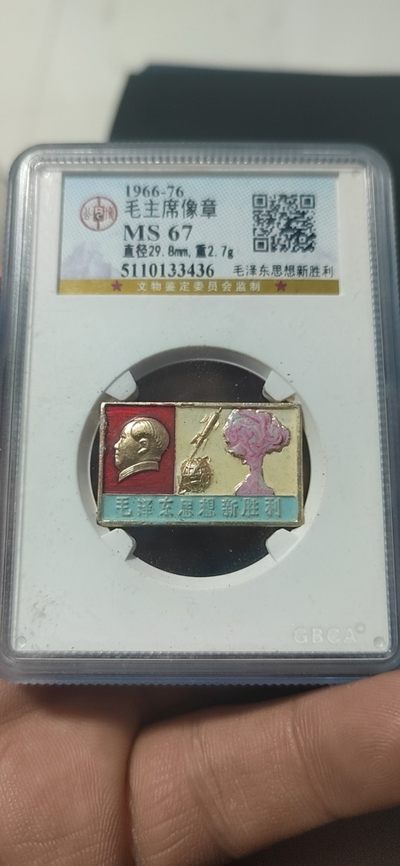 1966-76
毛主席像章
MS 67
直径29.8mm,重2.7g
5110133436
毛泽东思想新胜利
★ 文物鉴定委员会监制 ★
毛泽东思想新胜利
GBCA